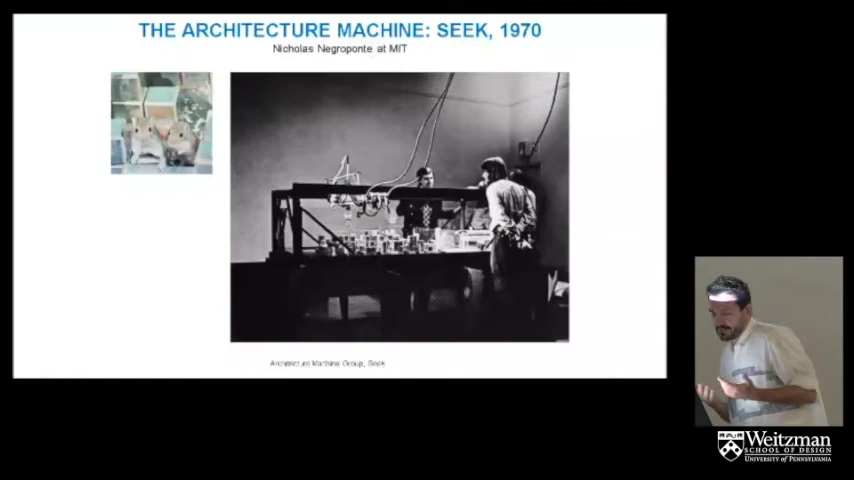 THE ARCHITECTURE MACHINE: SEEK, 1970
Nicholas Negroponte at MIT
Architecture Machine Group, Seek
Weitzman
SCHOOL OF DESIGN
UNIVERSITY OF PENNSYLVANIA